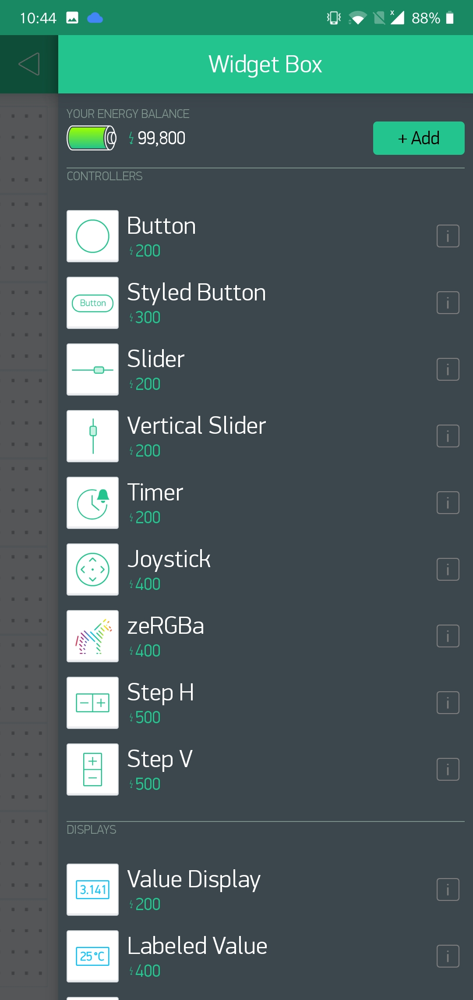 10:44
88%
Widget Box
YOUR ENERGY BALANCE
99,800
+ Add
CONTROLLERS
Button
200
i
Button
Styled Button
300
i
Slider
200
i
Vertical Slider
200
i
Timer
200
i
Joystick
400
i
zeRGBa
400
i
Step H
500
i
Step V
500
i
DISPLAYS
3.141
Value Display
200
i
25°C
Labeled Value
400
i